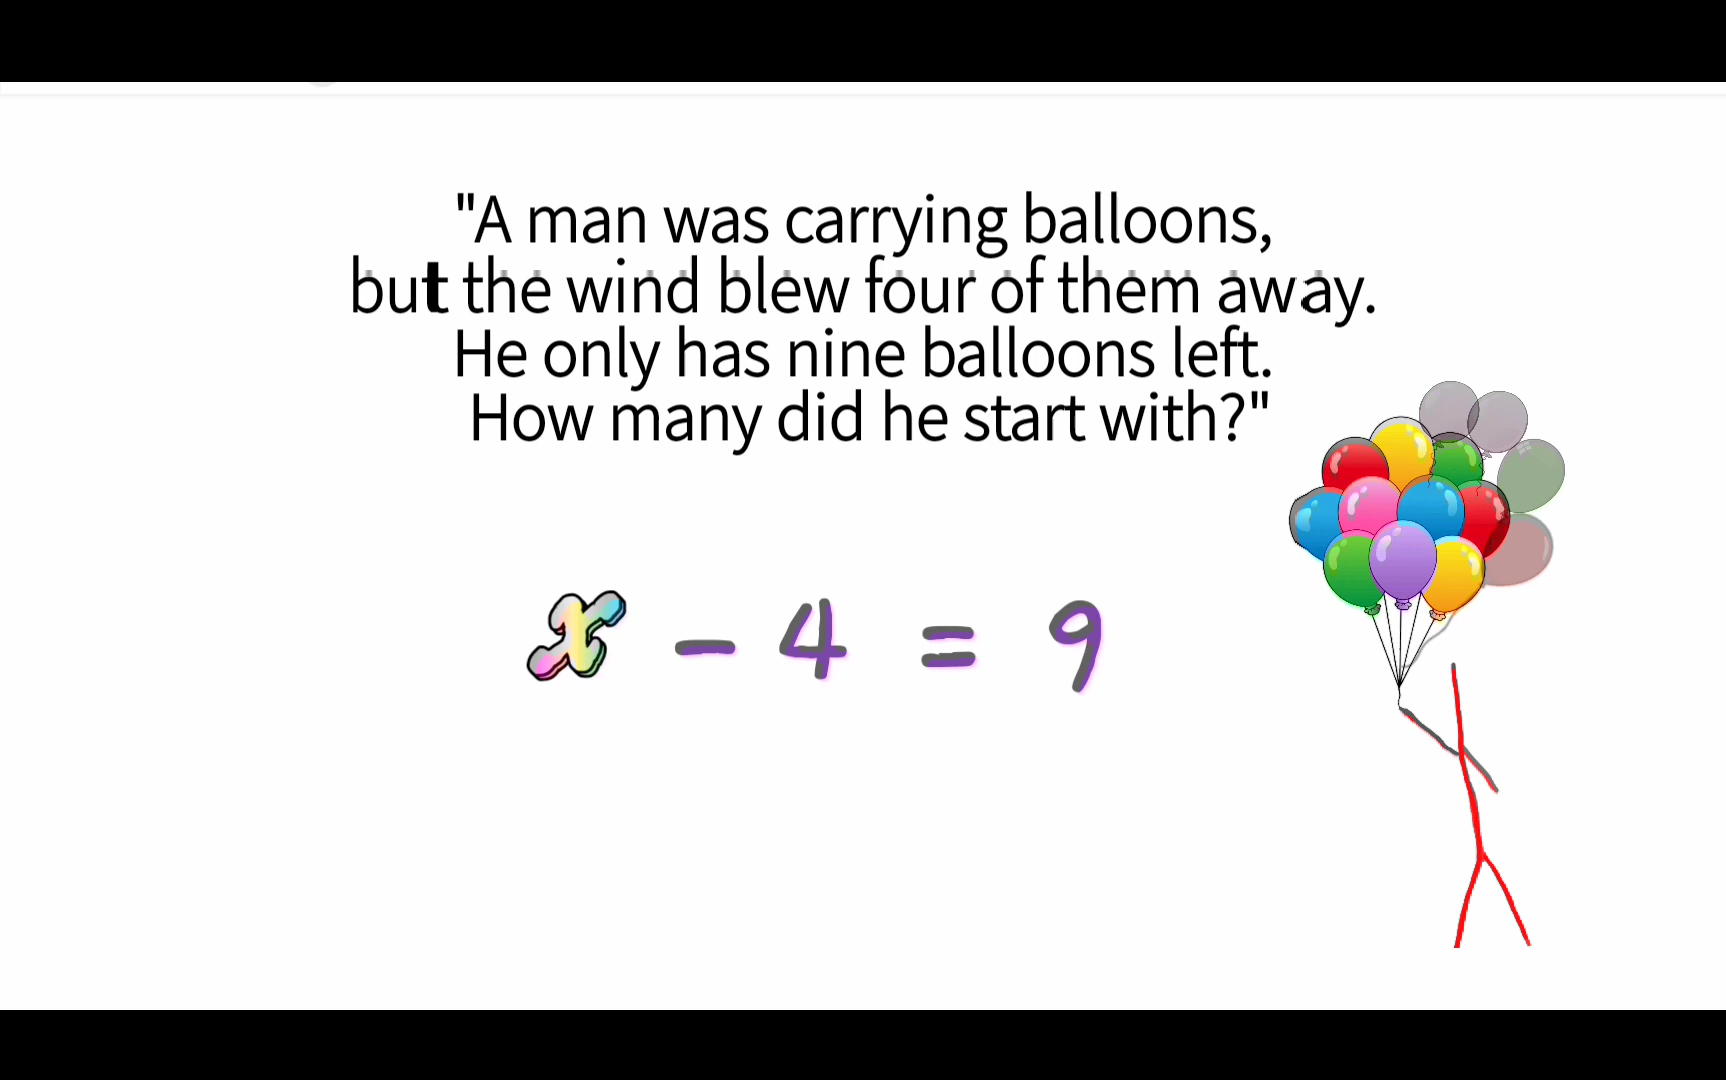 "A man was carrying balloons,
but the wind blew four of them away.
He only has nine balloons left.
How many did he start with?"
x - 4 = 9